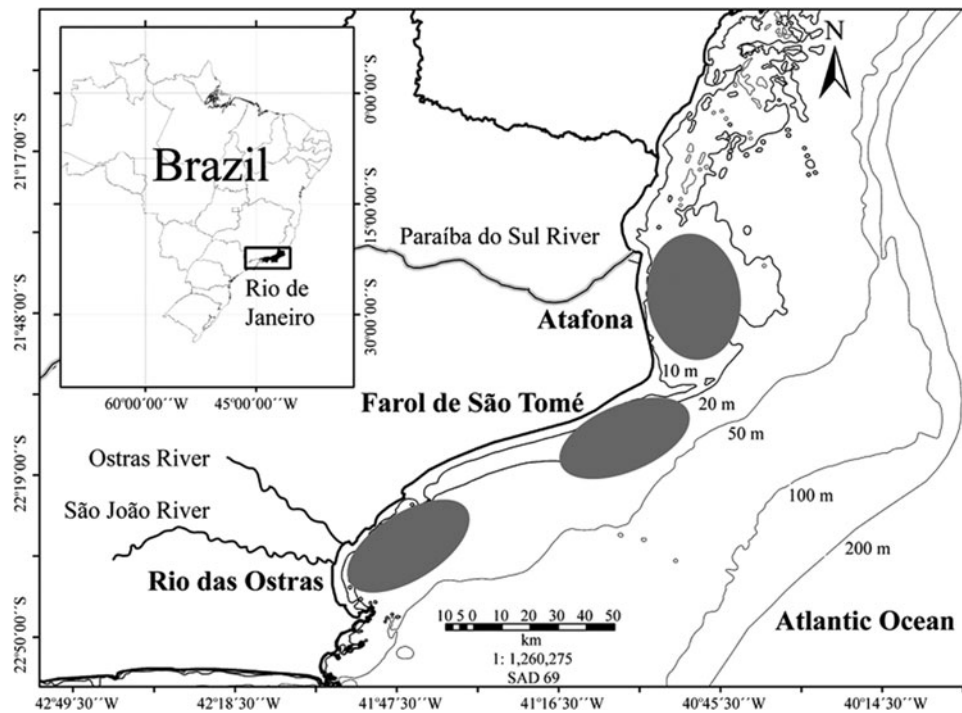 Brazil
Rio de
Janeiro
00°00'00''S
15°00'00''S
30°00'00''S
60°00'00''W
45°00'00''W
N
21°17'00''S
21°48'00''S
22°19'00''S
22°50'00''S
Paraíba do Sul River
Atafona
10 m
Farol de São Tomé
20 m
50 m
Ostras River
100 m
São João River
200 m
Rio das Ostras
10 5 0 10 20 30 40 50
km
1: 1,260,275
SAD 69
Atlantic Ocean
42°49'30''W
42°18'30''W
41°47'30''W
41°16'30''W
40°45'30''W
40°14'30''W